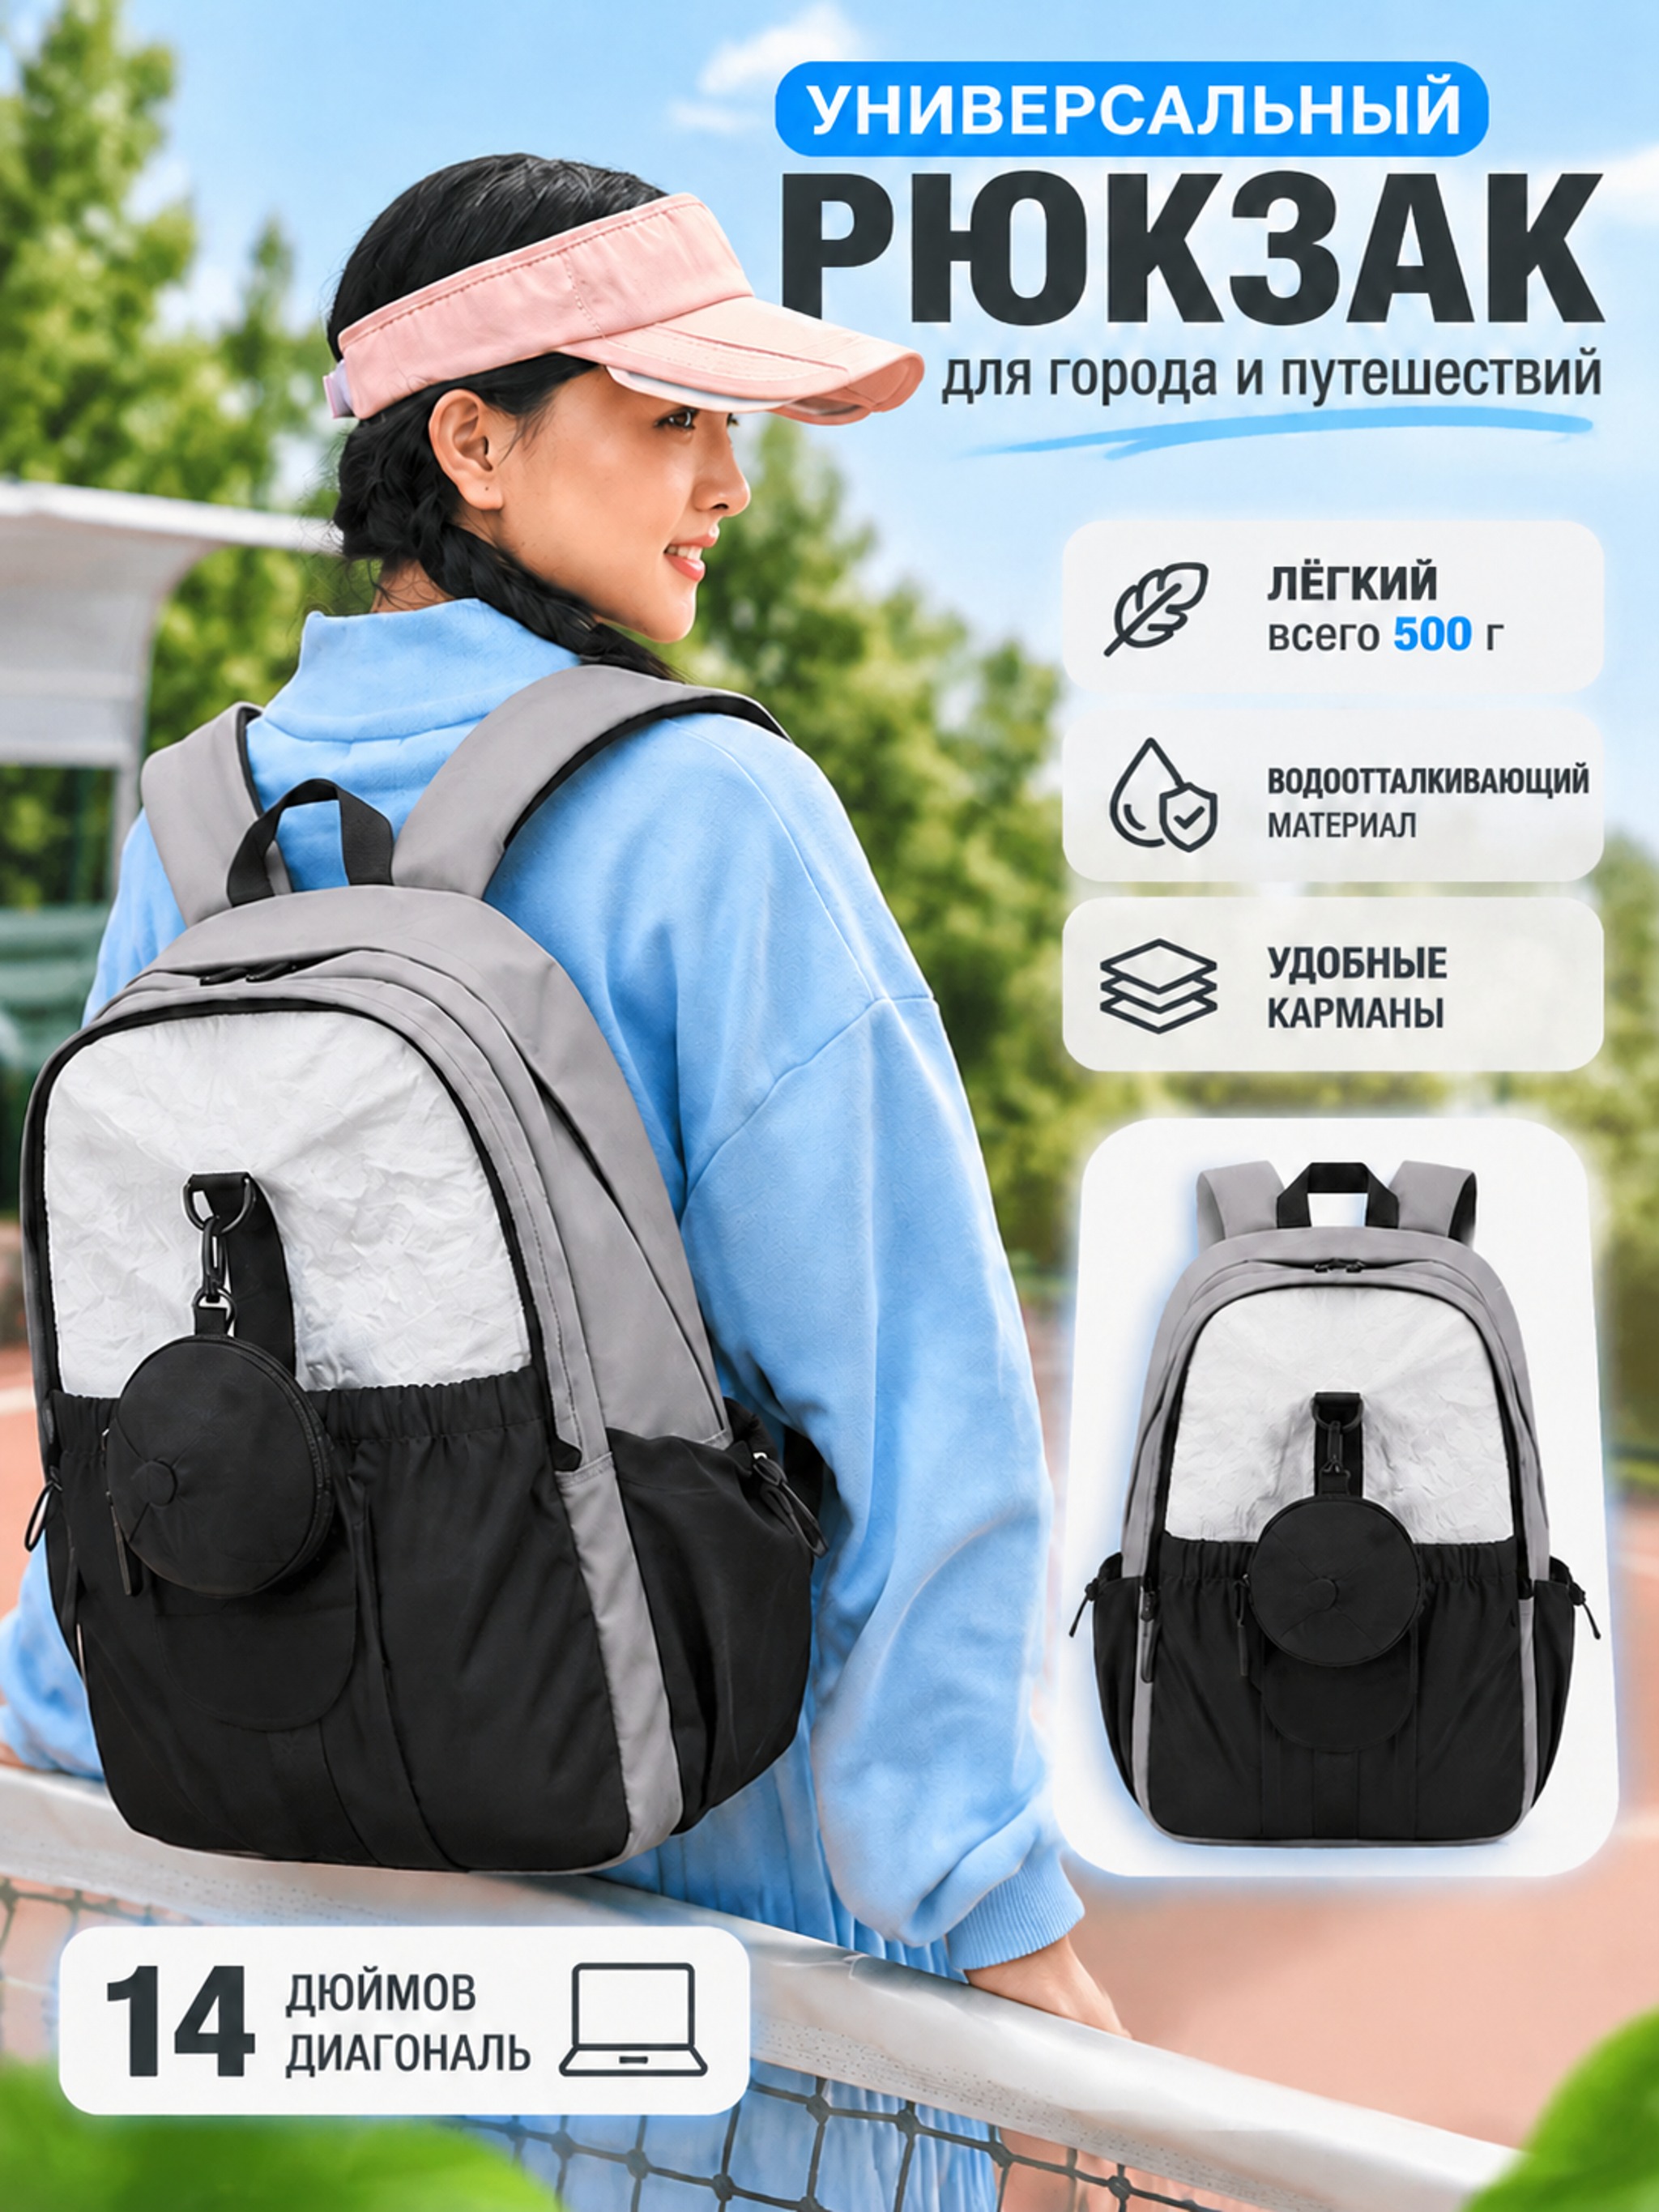 УНИВЕРСАЛЬНЫЙ
РЮКЗАК
для города и путешествий
ЛЁГКИЙ
всего 500 г
ВОДООТТАЛКИВАЮЩИЙ
МАТЕРИАЛ
УДОБНЫЕ
КАРМАНЫ
14 ДЮЙМОВ
ДИАГОНАЛЬ